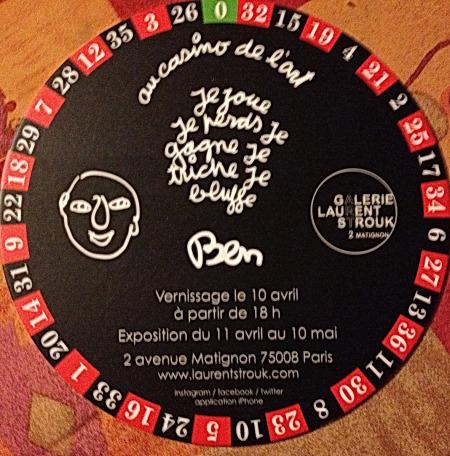 0 32 15 19 4 21 2 25 17 34 6 27 13 36 11 30 8 23 10 5 24 16 33 1 20 14 31 9 22 18 29 7 28 12 35 3 26
au casino de l'art
je joue
je perds je
gagne je
triche je
bluffe
Ben
GALERIE
LAURENT
STROUK
2 MATIGNON
Vernissage le 10 avril
à partir de 18 h
Exposition du 11 avril au 10 mai
2 avenue Matignon 75008 Paris
www.laurentstrouk.com
instagram / facebook / twitter
application iPhone